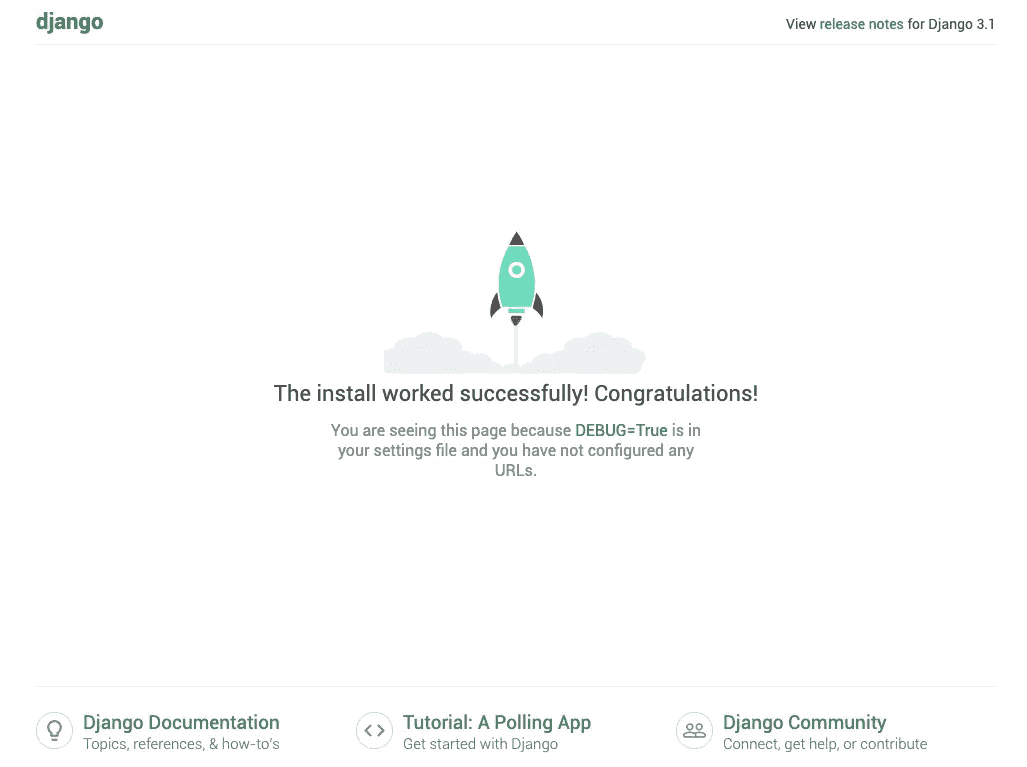 django
View release notes for Django 3.1
The install worked successfully! Congratulations!
You are seeing this page because DEBUG=True is in
your settings file and you have not configured any
URLs.
Django Documentation
Topics, references, & how-to's
Tutorial: A Polling App
Get started with Django
Django Community
Connect, get help, or contribute